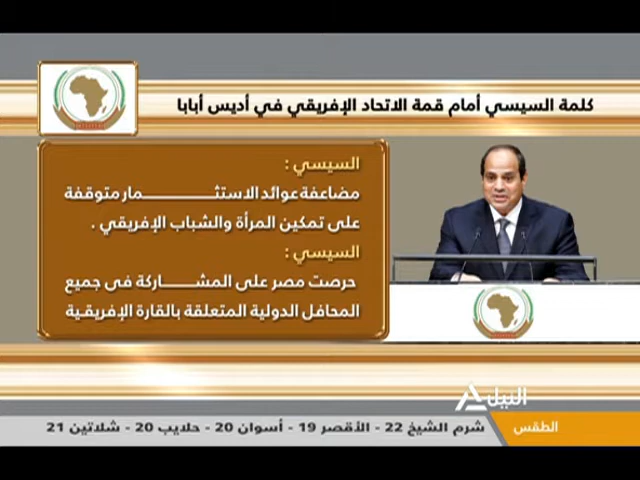 كلمة السيسي أمام قمة الاتحاد الإفريقي في أديس أبابا
السيسي :
مضاعفة عوائد الاستثـــــــــمار متوقفة
على تمكين المرأة والشباب الإفريقي .
السيسي :
حرصت مصر على المشـــاركة فى جميع
المحافل الدولية المتعلقة بالقارة الإفريقية
النيل
الطقس
شرم الشيخ 22 - الأقصر 19 - أسوان 20 - حلايب 20 - شلاتين 21